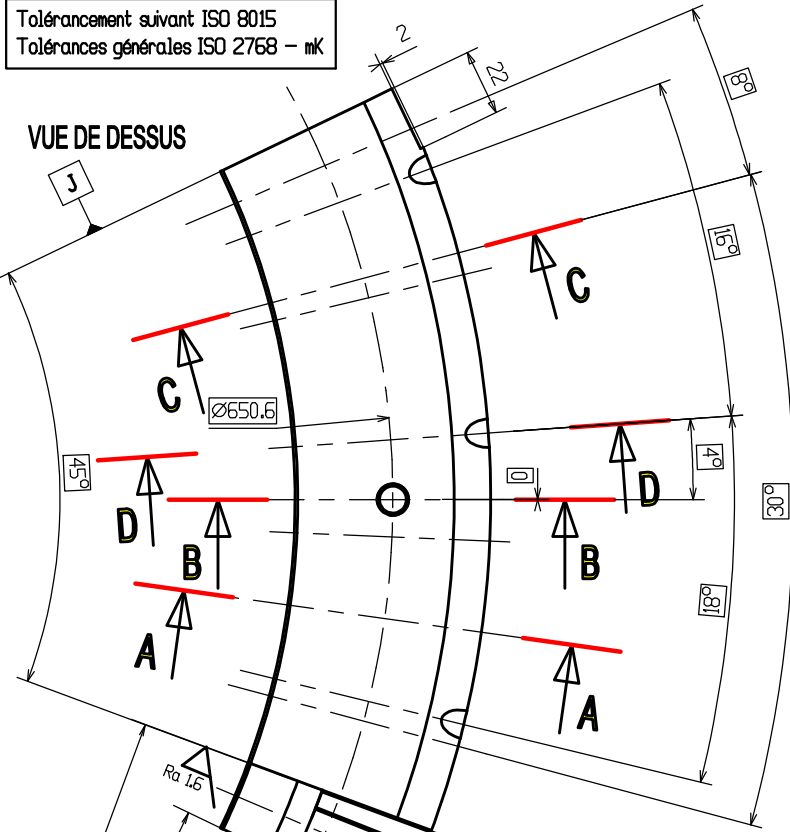 Tolérancement suivant ISO 8015
Tolérances générales ISO 2768 – mK
2
22
8°
VUE DE DESSUS
J
16°
C
C
Ø650.6
45°
4°
D
D
0
30°
B
B
18°
A
A
Ra 1.6